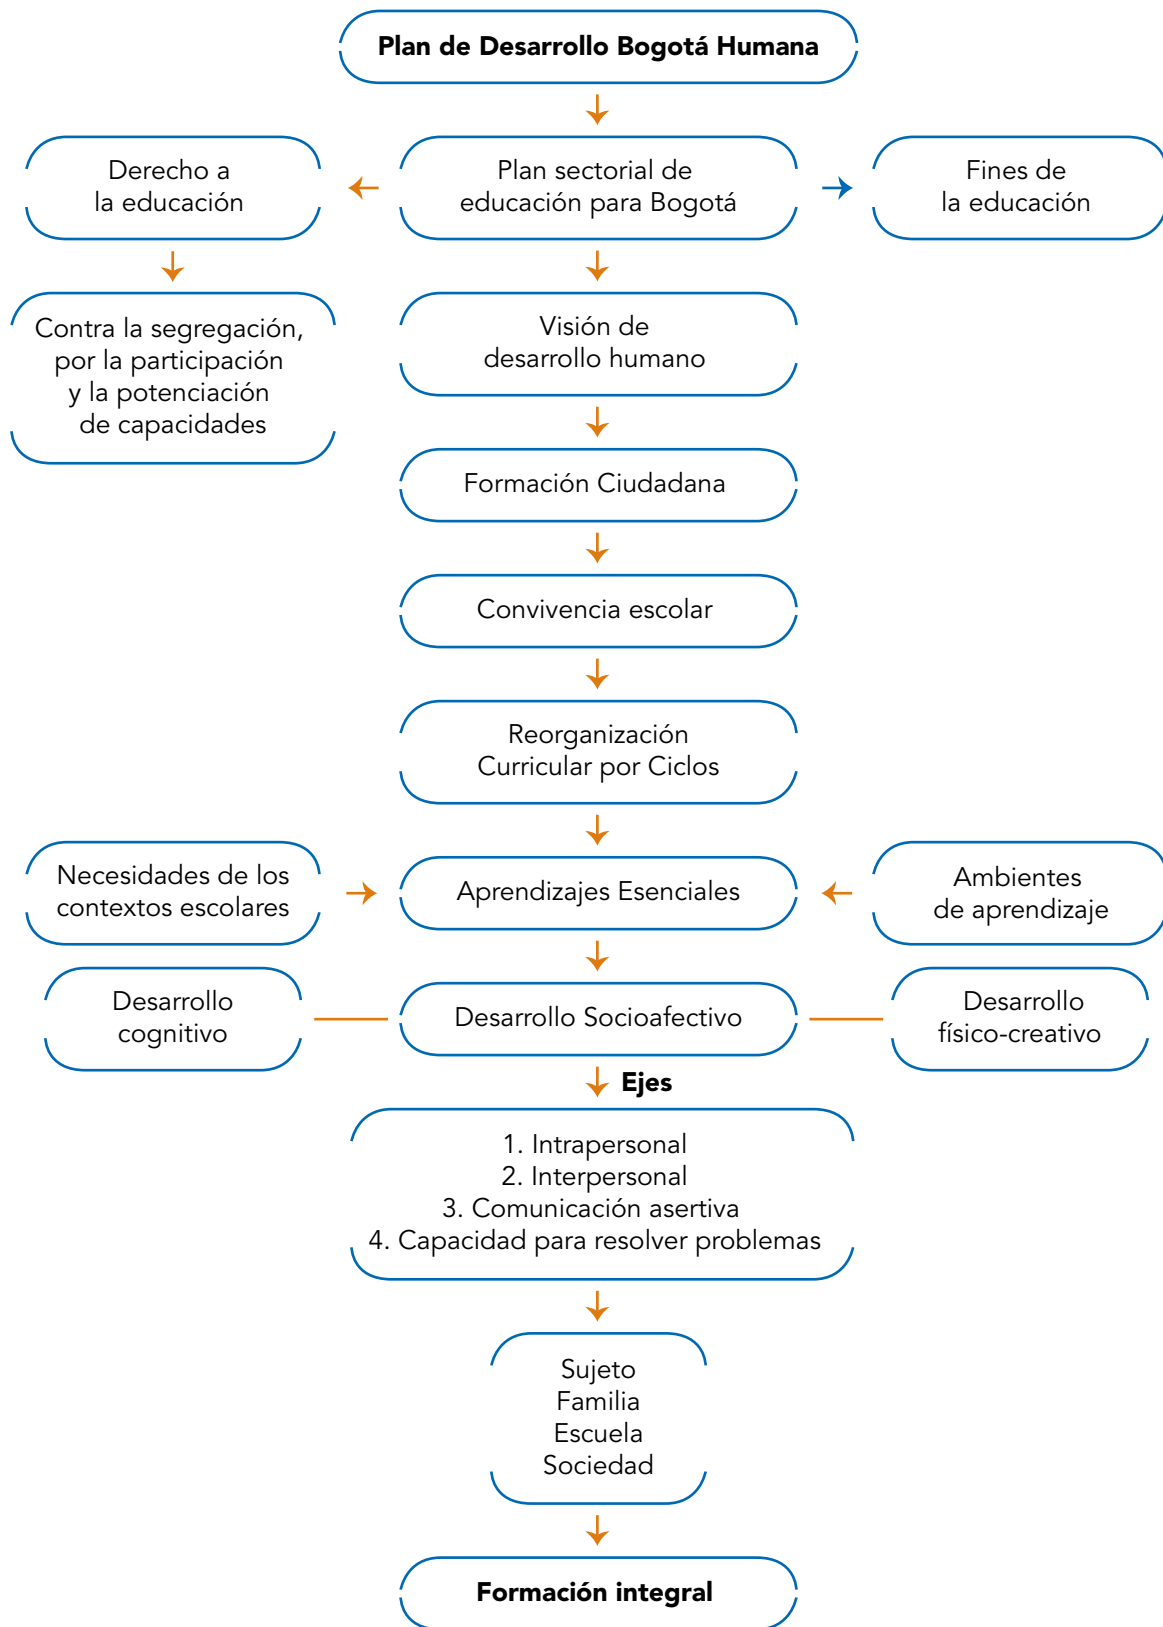 Plan de Desarrollo Bogotá Humana
Derecho a
la educación
Plan sectorial de
educación para Bogotá
Fines de
la educación
Contra la segregación,
por la participación
y la potenciación
de capacidades
Visión de
desarrollo humano
Formación Ciudadana
Convivencia escolar
Reorganización
Curricular por Ciclos
Necesidades de los
contextos escolares
Aprendizajes Esenciales
Ambientes
de aprendizaje
Desarrollo
cognitivo
Desarrollo Socioafectivo
Desarrollo
físico-creativo
Ejes
1. Intrapersonal
2. Interpersonal
3. Comunicación asertiva
4. Capacidad para resolver problemas
Sujeto
Familia
Escuela
Sociedad
Formación integral